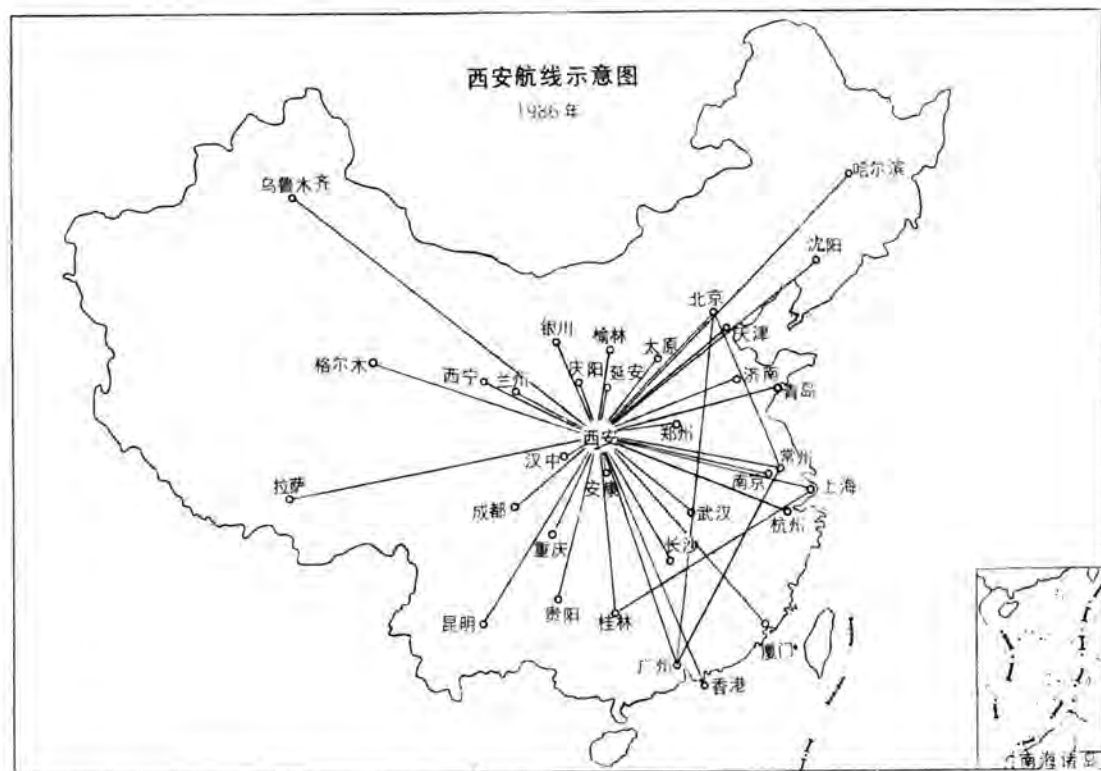 西安航线示意图
1986年
哈尔滨
乌鲁木齐
沈阳
北京
天津
银川
榆林
太原
格尔木
西宁
兰州
庆阳
延安
济南
青岛
郑州
西安
汉中
常州
南京
安康
上海
拉萨
成都
武汉
杭州
重庆
长沙
贵阳
桂林
昆明
厦门
广州
香港
南海诸岛